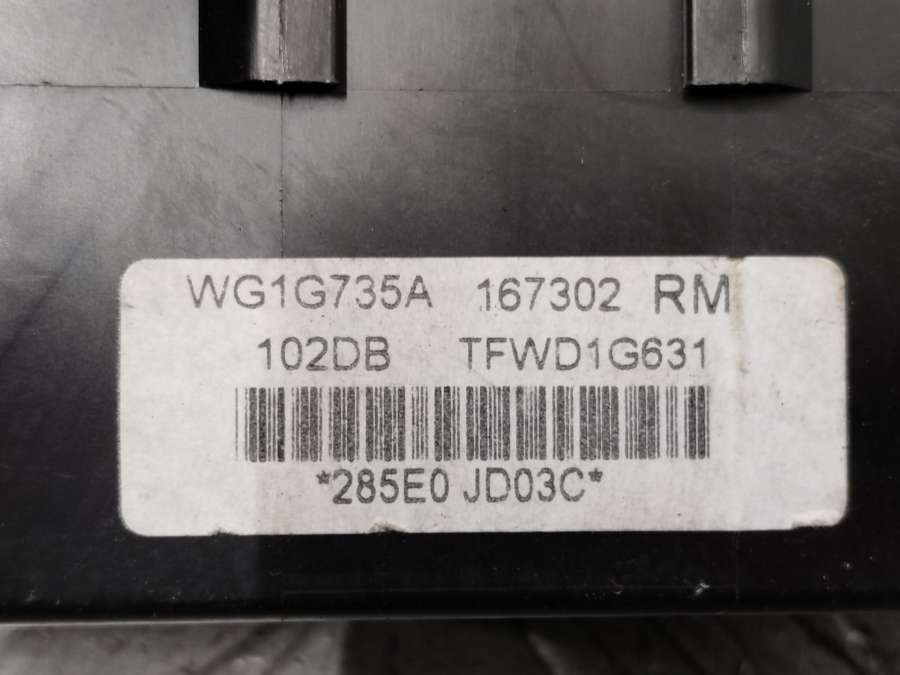 WG1G735A 167302 RM
102DB TFWD1G631
*285E0 JD03C*